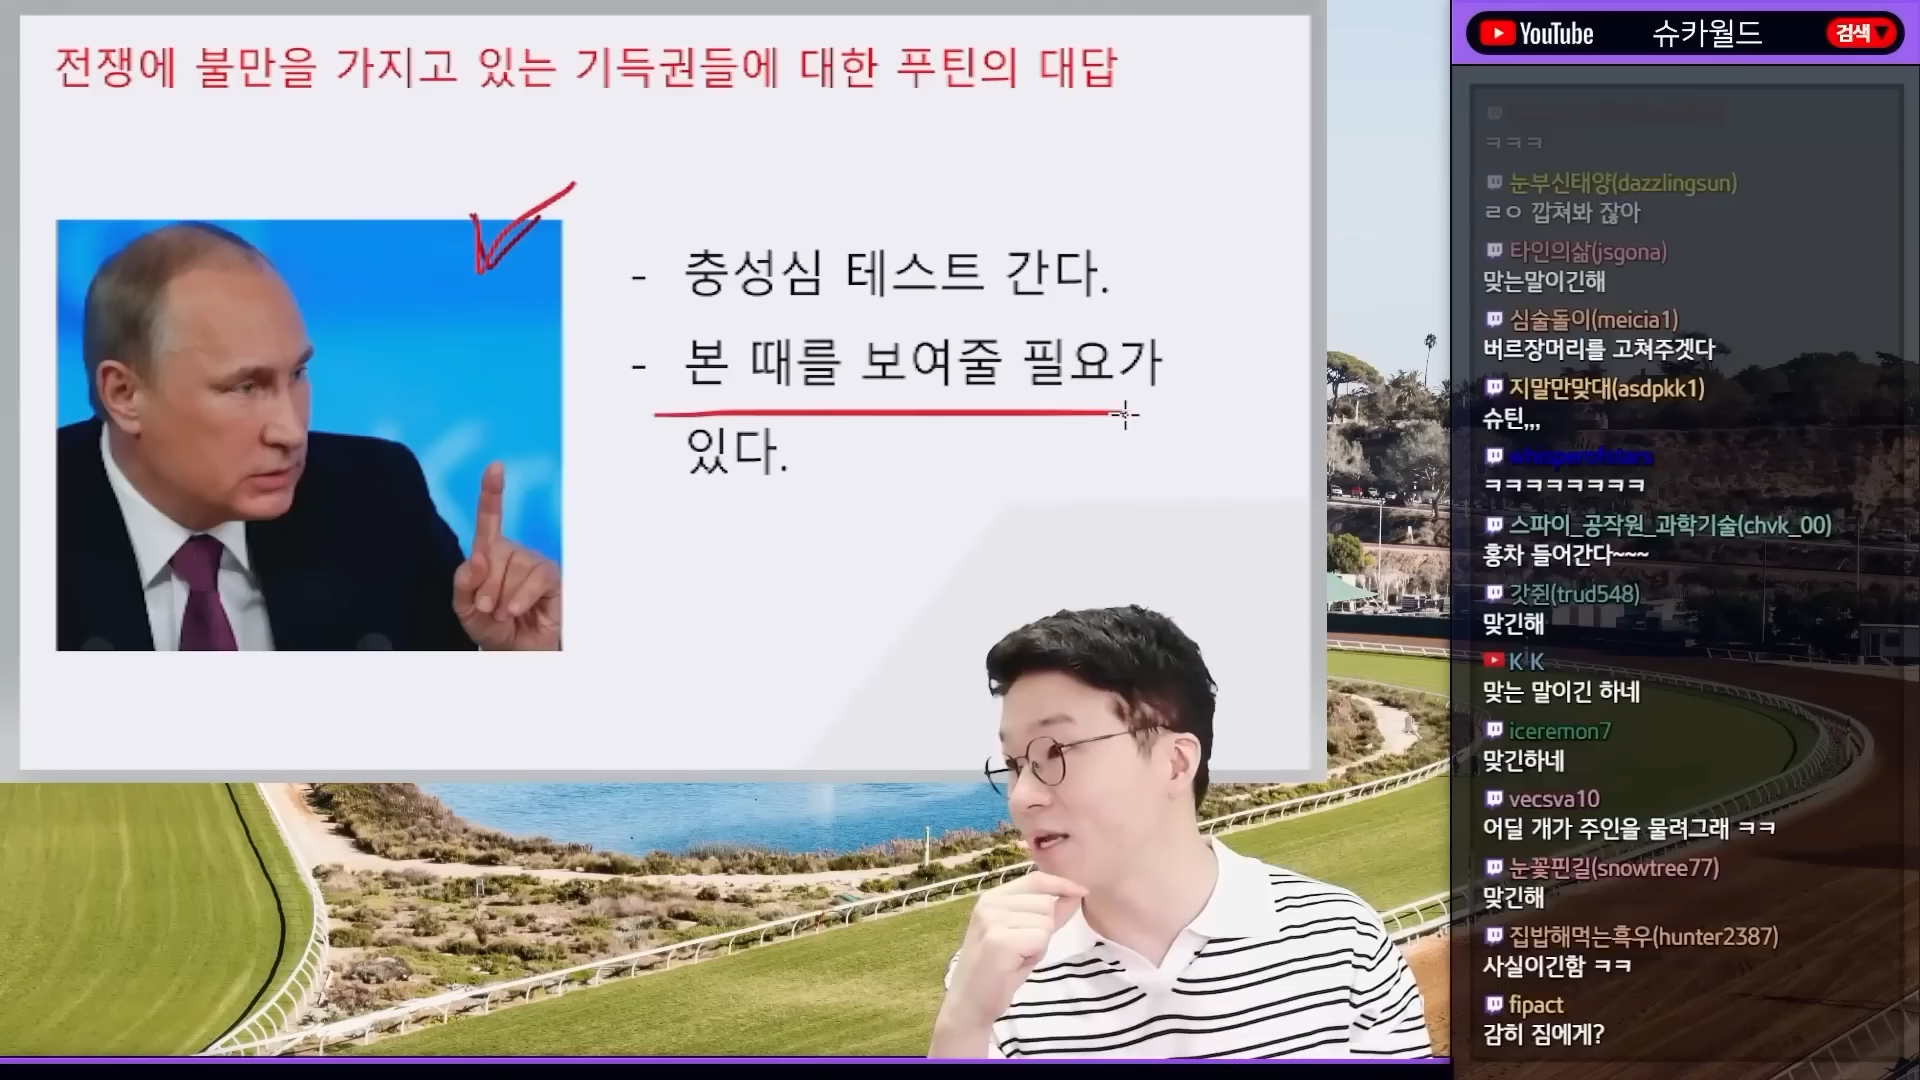 전쟁에 불만을 가지고 있는 기득권들에 대한 푸틴의 대답
- 충성심 테스트 간다.
- 본 때를 보여줄 필요가
있다.
YouTube 슈카월드 검색
ㅋㅋㅋ
눈부신태양(dazzlingsun)
ㄹㅇ 깝쳐봐 잖아
타인의삶(jsgona)
맞는말이긴해
심술돌이(meicia1)
버르장머리를 고쳐주겟다
지말만맞대(asdpkk1)
슈틴,,,
whisperofstars
ㅋㅋㅋㅋㅋㅋㅋㅋ
스파이_공작원_과학기술(chvk_00)
홍차 들어간다~~~
갓쥔(trud548)
맞긴해
K K
맞는 말이긴 하네
iceremon7
맞긴하네
vecsva10
어딜 개가 주인을 물려그래 ㅋㅋ
눈꽃핀길(snowtree77)
맞긴해
집밥해먹는흑우(hunter2387)
사실이긴함 ㅋㅋ
fipact
감히 짐에게?